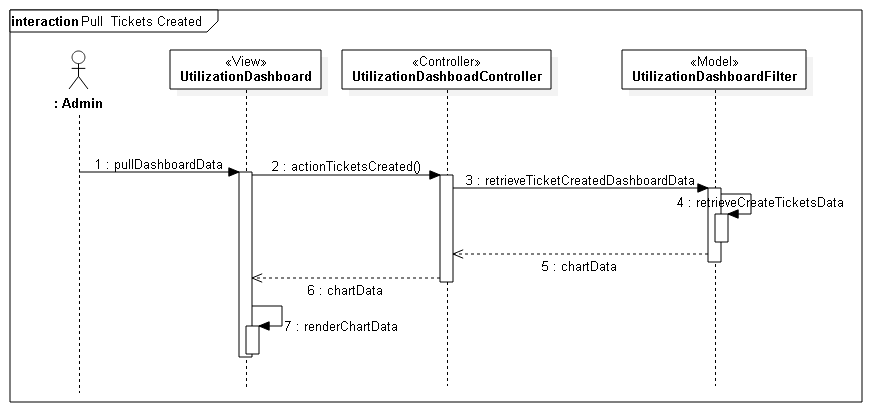 interaction Pull Tickets Created
«View»
UtilizationDashboard
«Controller»
UtilizationDashboadController
«Model»
UtilizationDashboardFilter
: Admin
1 : pullDashboardData
2 : actionTicketsCreated()
3 : retrieveTicketCreatedDashboardData
4 : retrieveCreateTicketsData
5 : chartData
6 : chartData
7 : renderChartData